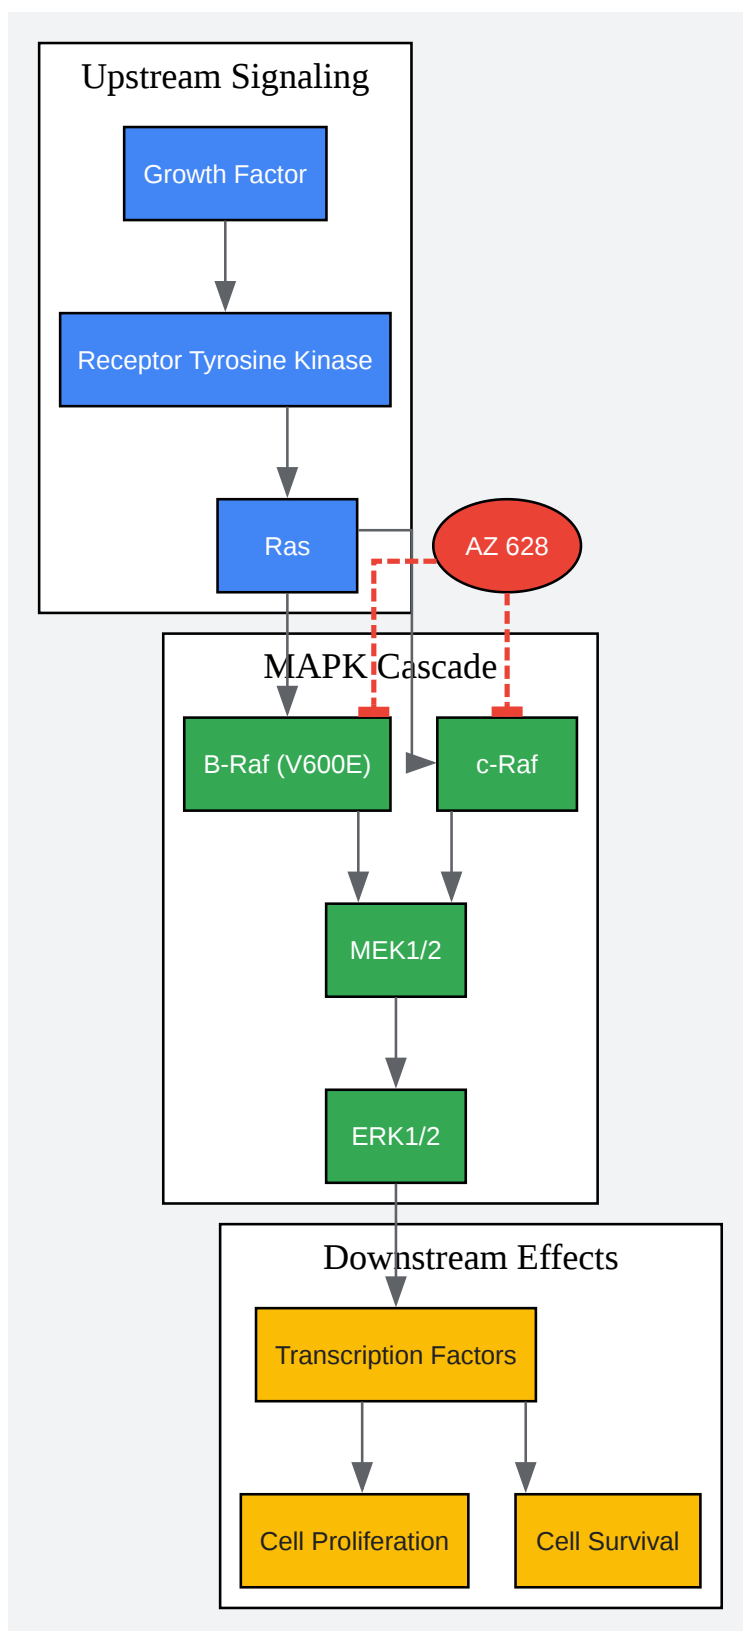 Upstream Signaling
Growth Factor
Receptor Tyrosine Kinase
Ras
AZ 628
MAPK Cascade
B-Raf (V600E)
c-Raf
MEK1/2
ERK1/2
Downstream Effects
Transcription Factors
Cell Proliferation
Cell Survival